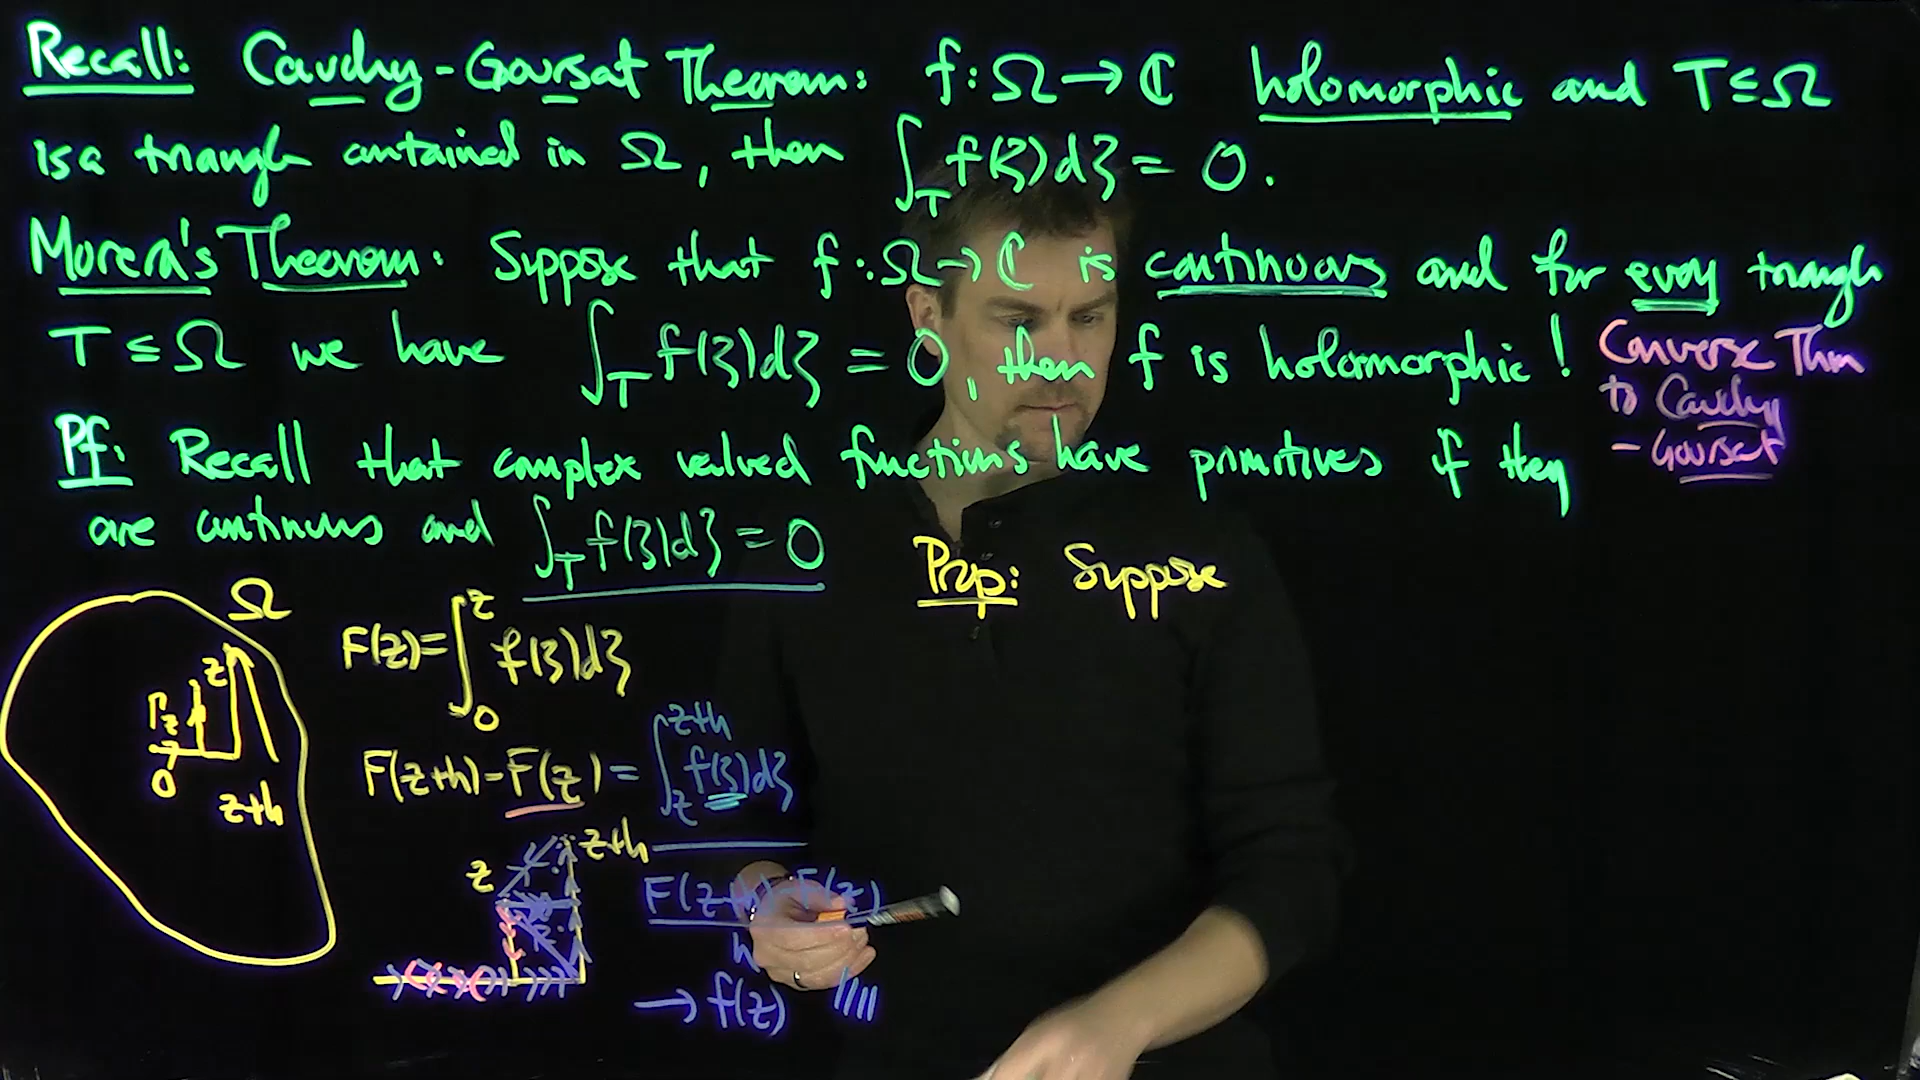 Recall: Cauchy-Goursat Theorem: f: Ω → ℂ holomorphic and T ⊆ Ω
is a triangle contained in Ω, then ∫_T f(ζ)dζ = 0.
Morera's Theorem: Suppose that f: Ω → ℂ is continuous and for every triangle
T ⊆ Ω we have ∫_T f(ζ)dζ = 0, then f is holomorphic!
Converse Thm
to Cauchy
- Goursat
Pf: Recall that complex valued functions have primitives if they
are continuous and ∫_T f(ζ)dζ = 0
Prop: Suppose
Ω
z
Γ_z
0
z+h
F(z) = ∫_0^z f(ζ)dζ
F(z+h) - F(z) = ∫_z^{z+h} f(ζ)dζ
z
z+h
F(z+h) - F(z)
h
→ f(z)